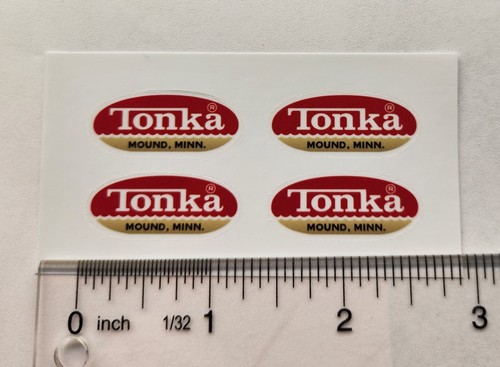 Tonka® Tonka®
MOUND, MINN. MOUND, MINN.
Tonka® Tonka®
MOUND, MINN. MOUND, MINN.
0 inch 1/32 1 2 3